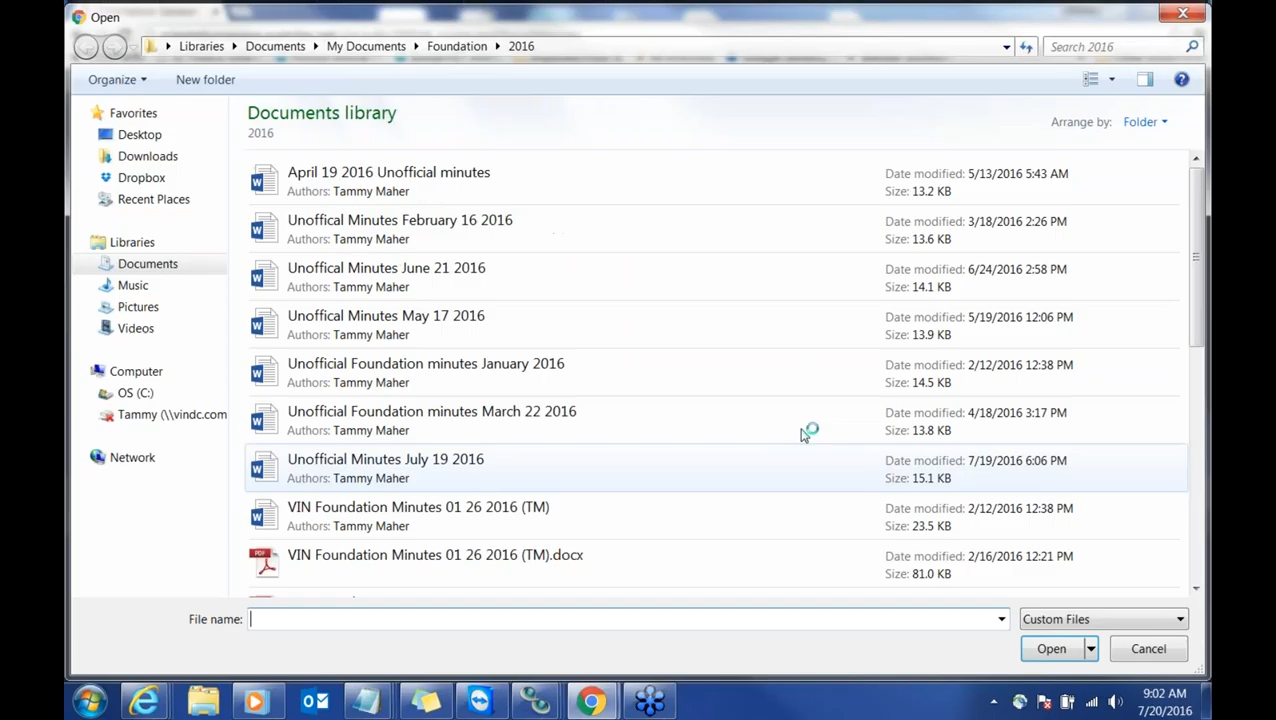 Open
Libraries Documents My Documents Foundation 2016
Search 2016
Organize New folder
Favorites
Desktop
Downloads
Dropbox
Recent Places
Libraries
Documents
Music
Pictures
Videos
Computer
OS (C:)
Tammy (\\vindc.com
Network
Documents library
2016
Arrange by: Folder
April 19 2016 Unofficial minutes
Authors: Tammy Maher
Date modified: 5/13/2016 5:43 AM
Size: 13.2 KB
Unoffical Minutes February 16 2016
Authors: Tammy Maher
Date modified: 3/18/2016 2:26 PM
Size: 13.6 KB
Unoffical Minutes June 21 2016
Authors: Tammy Maher
Date modified: 6/24/2016 2:58 PM
Size: 14.1 KB
Unoffical Minutes May 17 2016
Authors: Tammy Maher
Date modified: 5/19/2016 12:06 PM
Size: 13.9 KB
Unofficial Foundation minutes January 2016
Authors: Tammy Maher
Date modified: 2/12/2016 12:38 PM
Size: 14.5 KB
Unofficial Foundation minutes March 22 2016
Authors: Tammy Maher
Date modified: 4/18/2016 3:17 PM
Size: 13.8 KB
Unofficial Minutes July 19 2016
Authors: Tammy Maher
Date modified: 7/19/2016 6:06 PM
Size: 15.1 KB
VIN Foundation Minutes 01 26 2016 (TM)
Authors: Tammy Maher
Date modified: 2/12/2016 12:38 PM
Size: 23.5 KB
VIN Foundation Minutes 01 26 2016 (TM).docx
Date modified: 2/16/2016 12:21 PM
Size: 81.0 KB
File name:
Custom Files
Open Cancel
9:02 AM
7/20/2016